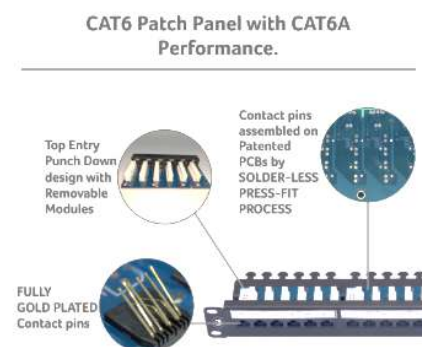 CAT6 Patch Panel with CAT6A
Performance.
Top Entry
Punch Down
design with
Removable
Modules
Contact pins
assembled on
Patented
PCBs by
SOLDER-LESS
PRESS-FIT
PROCESS
FULLY
GOLD PLATED
Contact pins